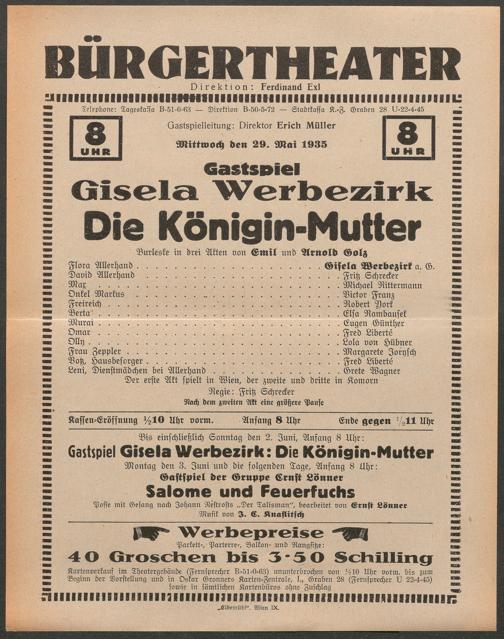 BÜRGERTHEATER
Direktion: Ferdinand Exl
Telephone: Tageskassa B-51-0-63 — Direktion B-50-5-72 — Stadtkassa K.-J. Graben 28 U-22-4-45
8 UHR
Gastspielleitung: Direktor Erich Müller
8 UHR
Mittwoch den 29. Mai 1935
Gastspiel
Gisela Werbezirk
Die Königin-Mutter
Burleske in drei Akten von Emil und Arnold Golz
Flora Allerhand . . . Gisela Werbezirk a. G.
David Allerhand . . . Fritz Schrecker
Max . . . Michael Rittermann
Onkel Markus . . . Victor Franz
Freireich . . . Robert Dorf
Berta . . . Elsa Rambausek
Murai . . . Eugen Günther
Omar . . . Fred Liberté
Olly . . . Lola von Hübner
Frau Zeppler . . . Margarete Jorysch
Votz, Hausbesorger . . . Fred Liberté
Leni, Dienstmädchen bei Allerhand . . . Grete Wagner
Der erste Akt spielt in Wien, der zweite und dritte in Komorn
Regie: Fritz Schrecker
Nach dem zweiten Akt eine größere Pause
Kassen-Eröffnung ½10 Uhr vorm. Anfang 8 Uhr Ende gegen ½11 Uhr
Bis einschließlich Sonntag den 2. Juni, Anfang 8 Uhr:
Gastspiel Gisela Werbezirk: Die Königin-Mutter
Montag den 3. Juni und die folgenden Tage, Anfang 8 Uhr:
Gastspiel der Gruppe Ernst Lönner
Salome und Feuerfuchs
Posse mit Gesang nach Johann Nestroys „Der Talisman", bearbeitet von Ernst Lönner
Musik von J. C. Knaflitsch
Werbepreise
Parkett-, Parterre-, Balkon- und Rangsitze:
40 Groschen bis 3·50 Schilling
Kartenverkauf im Theatergebäude (Fernsprecher B-51-0-63) ununterbrochen von ½10 Uhr vorm. bis zum
Beginn der Vorstellung und in Oskar Gronners Karten-Zentrale, I., Graben 28 (Fernsprecher U 22-4-45)
sowie in sämtlichen Kartenbüros ohne Zuschlag
„Elbemühl", Wien IX.